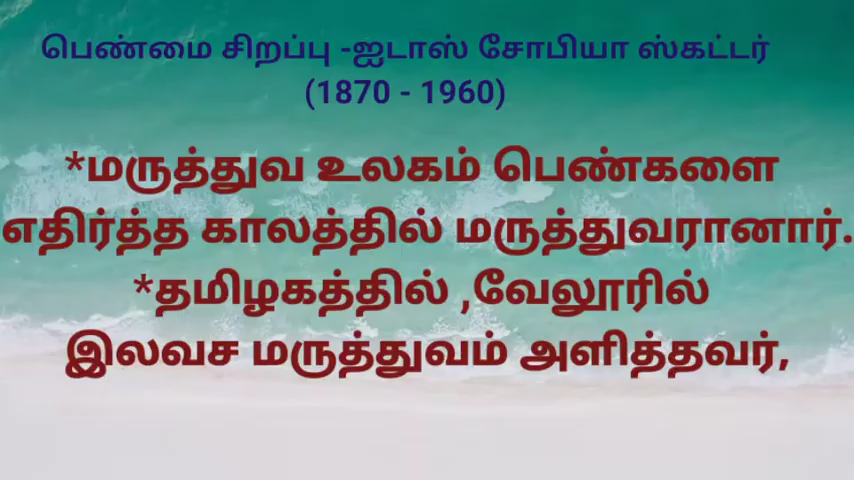 பெண்மை சிறப்பு -ஐடாஸ் சோபியா ஸ்கட்டர்
(1870 - 1960)
*மருத்துவ உலகம் பெண்களை
எதிர்த்த காலத்தில் மருத்துவரானார்.
*தமிழகத்தில் ,வேலூரில்
இலவச மருத்துவம் அளித்தவர்,